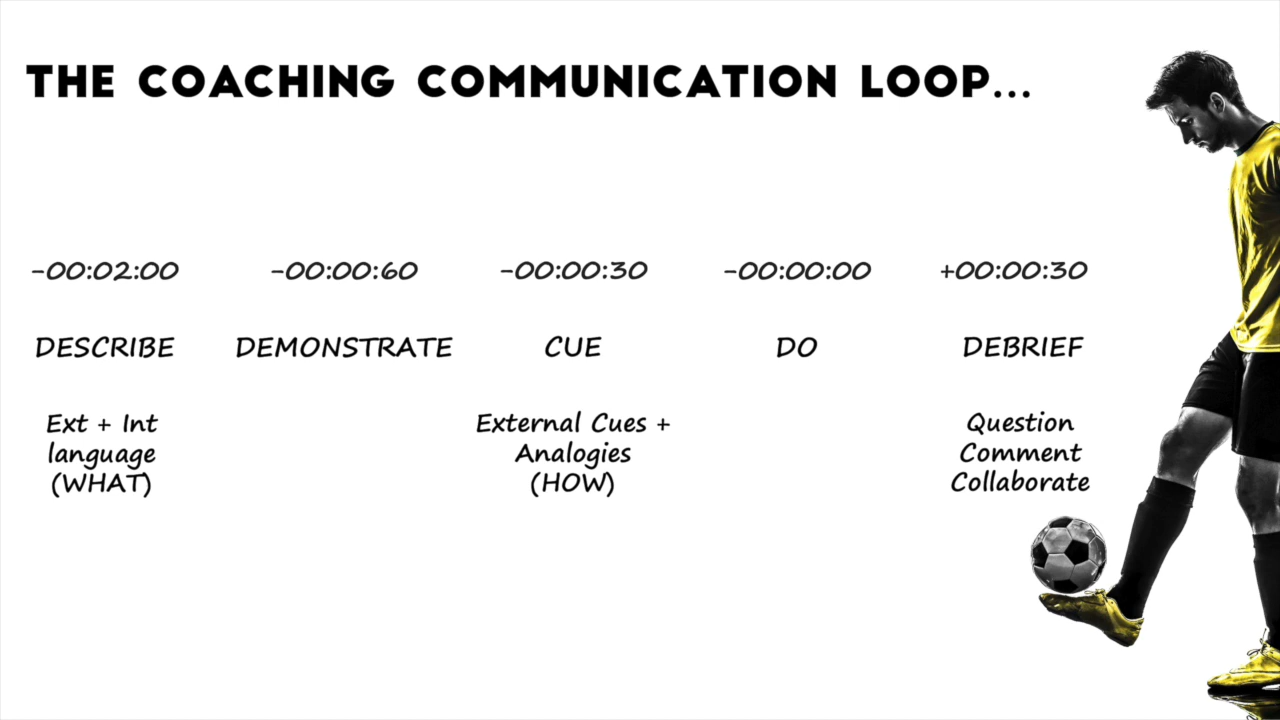 THE COACHING COMMUNICATION LOOP...
-00:02:00 -00:00:60 -00:00:30 -00:00:00 +00:00:30
DESCRIBE DEMONSTRATE CUE DO DEBRIEF
Ext + Int
language
(WHAT)
External Cues +
Analogies
(HOW)
Question
Comment
Collaborate